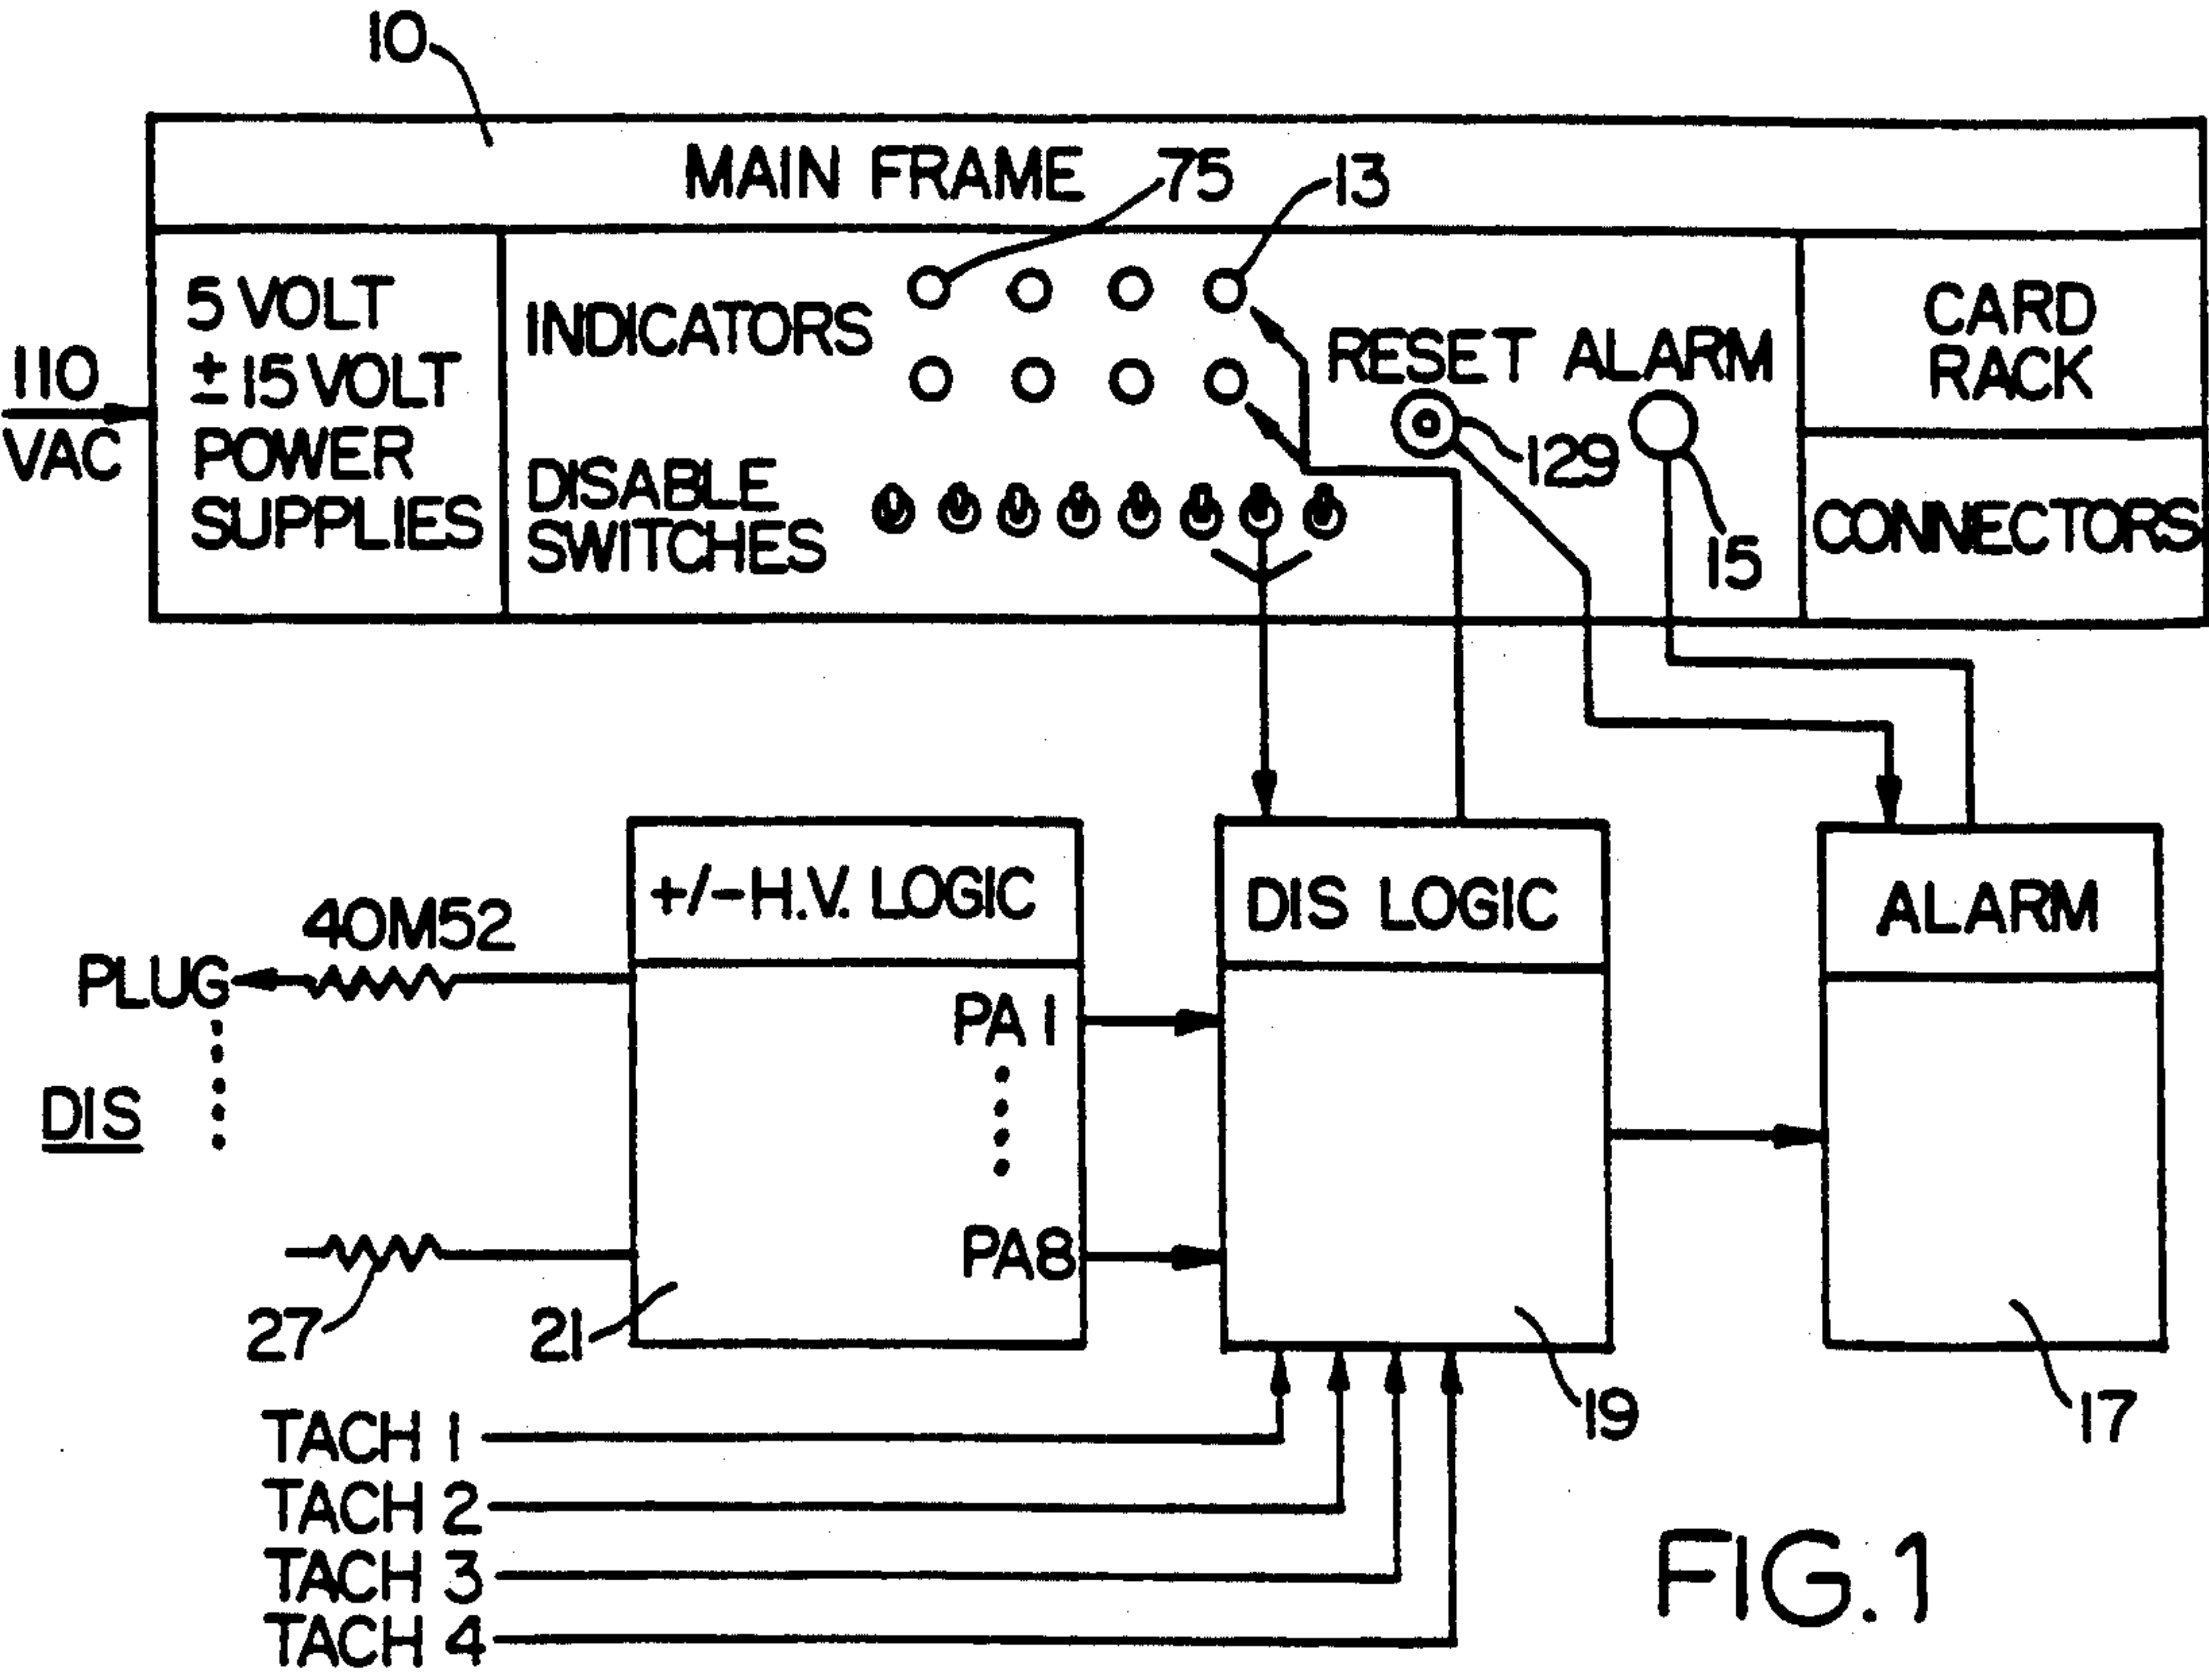 10
MAIN FRAME
75
13
110
VAC
5 VOLT
± 15 VOLT
POWER
SUPPLIES
INDICATORS
DISABLE
SWITCHES
RESET ALARM
129
15
CARD
RACK
CONNECTORS
40M52
PLUG
DIS
27
+/- H.V. LOGIC
PA 1
PA8
21
DIS LOGIC
19
ALARM
17
TACH 1
TACH 2
TACH 3
TACH 4
FIG. 1